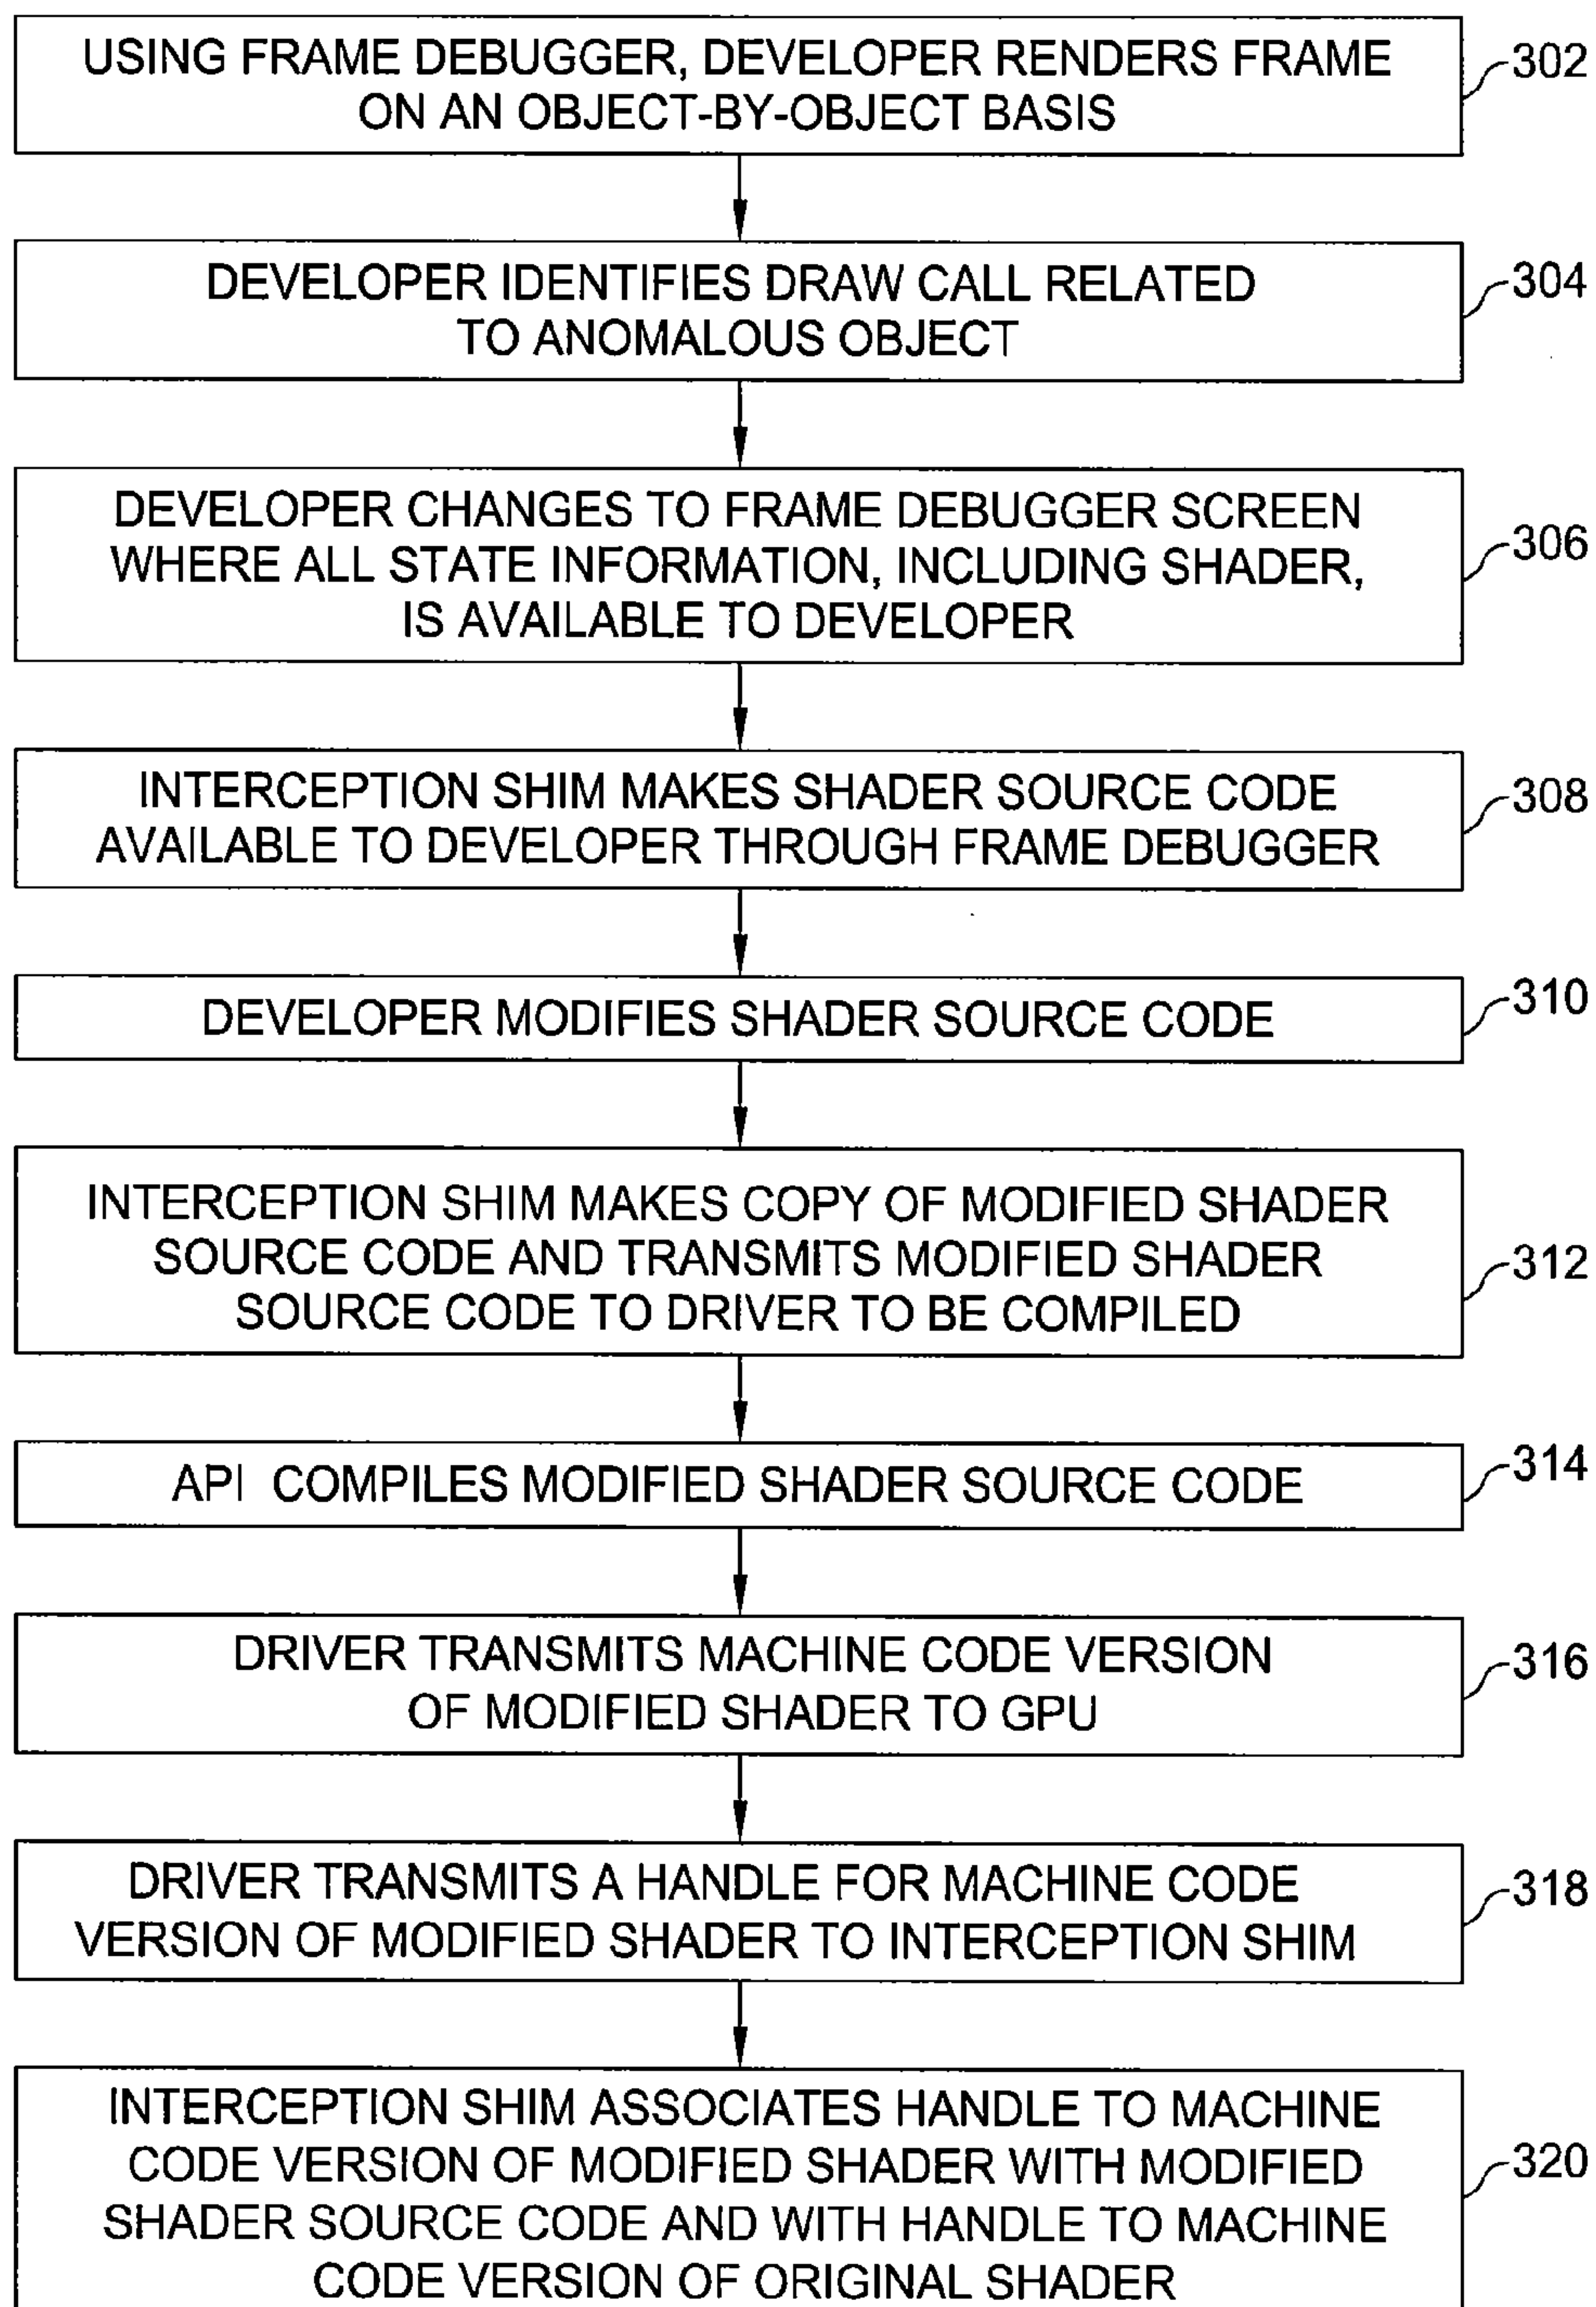 USING FRAME DEBUGGER, DEVELOPER RENDERS FRAME
ON AN OBJECT-BY-OBJECT BASIS
302
DEVELOPER IDENTIFIES DRAW CALL RELATED
TO ANOMALOUS OBJECT
304
DEVELOPER CHANGES TO FRAME DEBUGGER SCREEN
WHERE ALL STATE INFORMATION, INCLUDING SHADER,
IS AVAILABLE TO DEVELOPER
306
INTERCEPTION SHIM MAKES SHADER SOURCE CODE
AVAILABLE TO DEVELOPER THROUGH FRAME DEBUGGER
308
DEVELOPER MODIFIES SHADER SOURCE CODE
310
INTERCEPTION SHIM MAKES COPY OF MODIFIED SHADER
SOURCE CODE AND TRANSMITS MODIFIED SHADER
SOURCE CODE TO DRIVER TO BE COMPILED
312
API COMPILES MODIFIED SHADER SOURCE CODE
314
DRIVER TRANSMITS MACHINE CODE VERSION
OF MODIFIED SHADER TO GPU
316
DRIVER TRANSMITS A HANDLE FOR MACHINE CODE
VERSION OF MODIFIED SHADER TO INTERCEPTION SHIM
318
INTERCEPTION SHIM ASSOCIATES HANDLE TO MACHINE
CODE VERSION OF MODIFIED SHADER WITH MODIFIED
SHADER SOURCE CODE AND WITH HANDLE TO MACHINE
CODE VERSION OF ORIGINAL SHADER
320